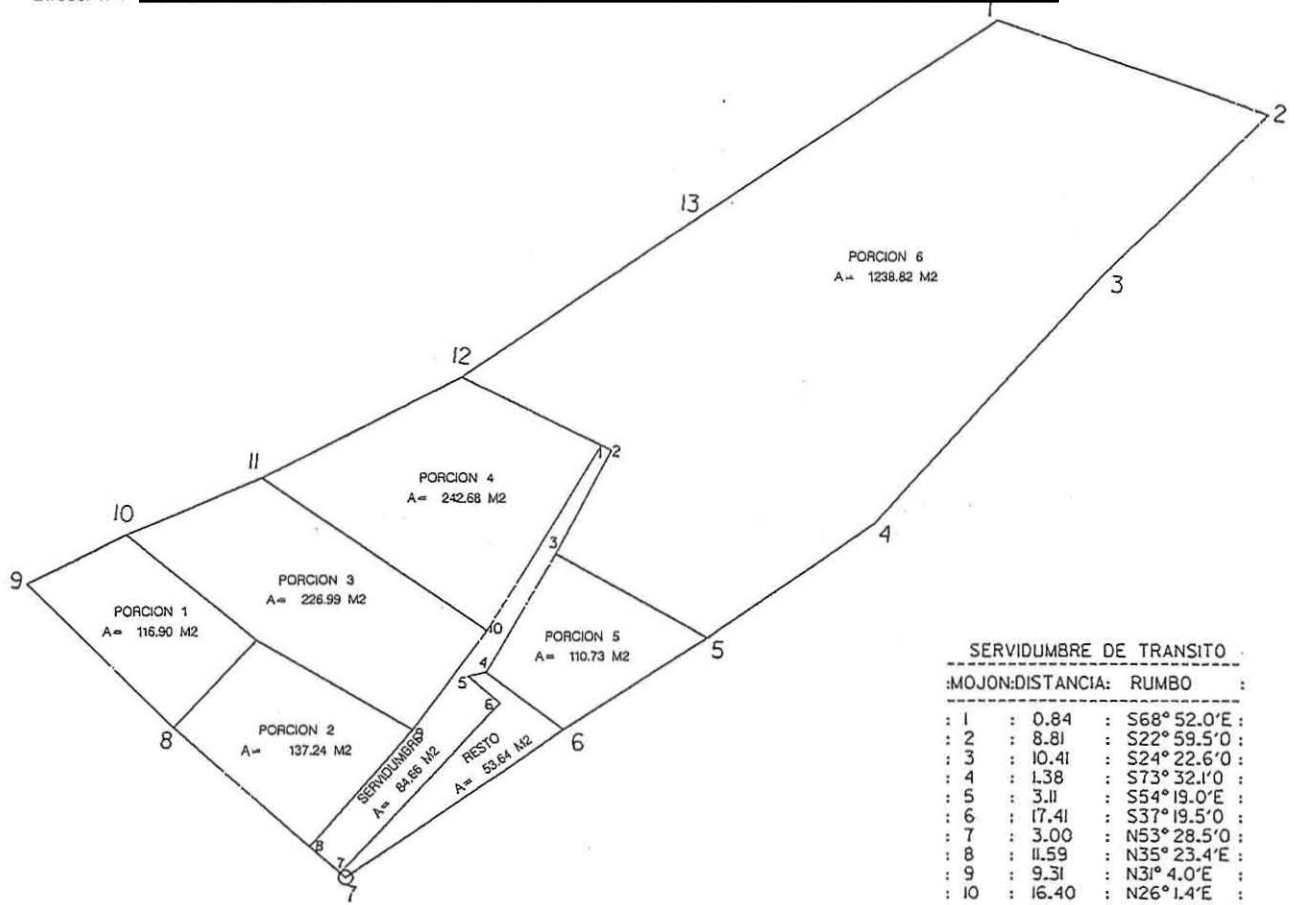 1
2
13
PORCION 6
A= 1238.82 M2
3
12
1 2
11
PORCION 4
A= 242.68 M2
10
4
3
9
PORCION 3
A= 226.99 M2
PORCION 1
A= 116.90 M2
10
PORCION 5
A= 110.73 M2
5
4
5
6
8
PORCION 2
A= 137.24 M2
9
6
SERVIDUMBRE
A= 84.66 M2
RESTO
A= 53.64 M2
8
7
7
SERVIDUMBRE DE TRANSITO
:MOJON:DISTANCIA: RUMBO :
: 1 : 0.84 : S68° 52.0'E :
: 2 : 8.81 : S22° 59.5'O :
: 3 : 10.41 : S24° 22.6'O :
: 4 : 1.38 : S73° 32.1'O :
: 5 : 3.11 : S54° 19.0'E :
: 6 : 17.41 : S37° 19.5'O :
: 7 : 3.00 : N53° 28.5'O :
: 8 : 11.59 : N35° 23.4'E :
: 9 : 9.31 : N31° 4.0'E :
: 10 : 16.40 : N26° 1.4'E :